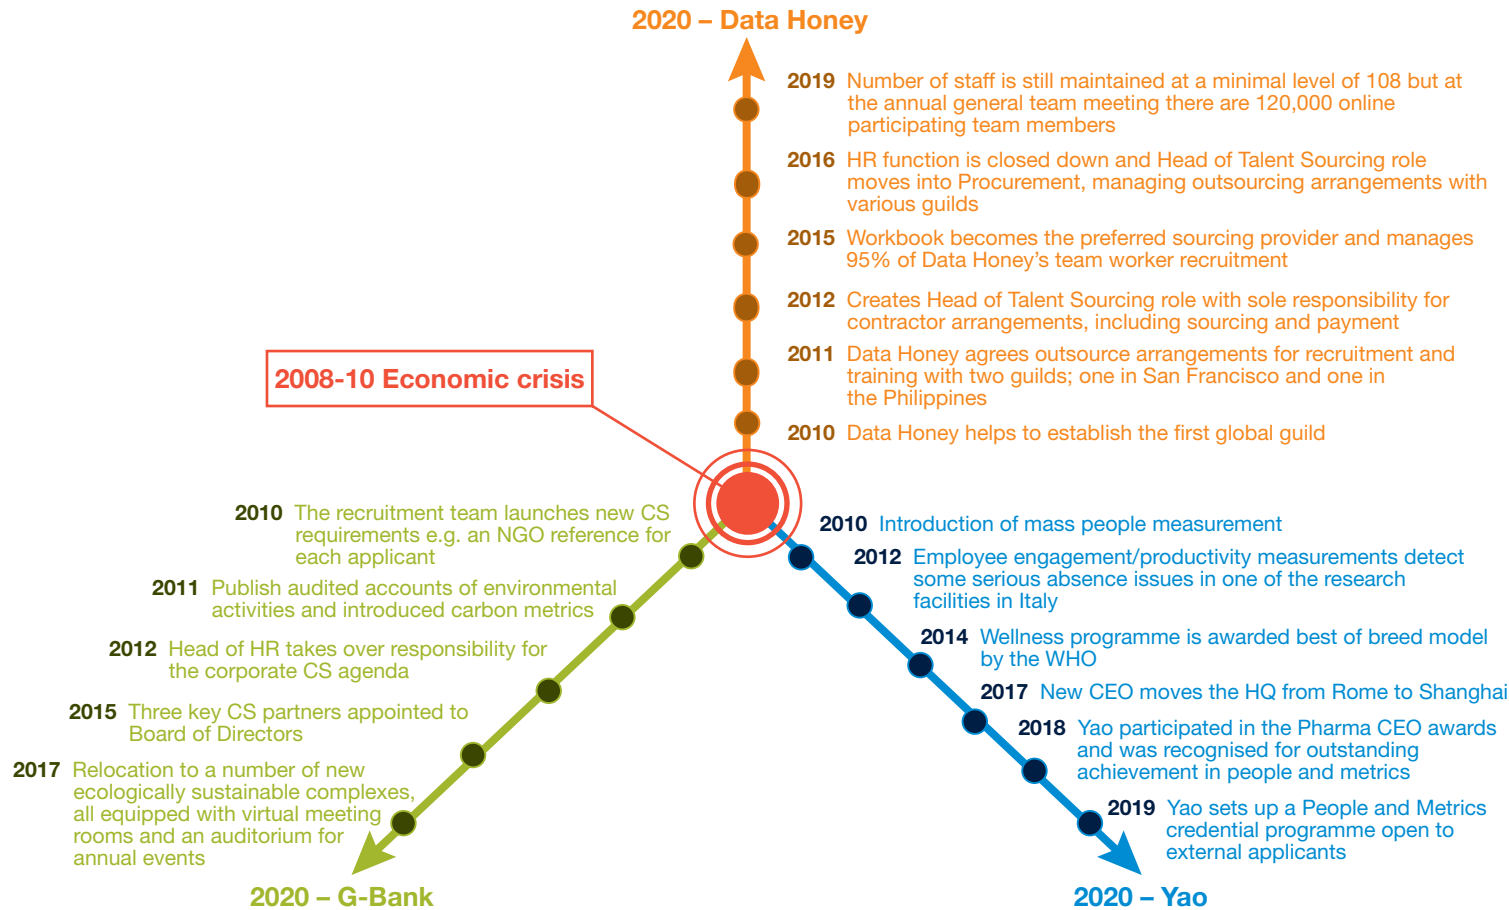 2020 – Data Honey
2019 Number of staff is still maintained at a minimal level of 108 but at
the annual general team meeting there are 120,000 online
participating team members
2016 HR function is closed down and Head of Talent Sourcing role
moves into Procurement, managing outsourcing arrangements with
various guilds
2015 Workbook becomes the preferred sourcing provider and manages
95% of Data Honey’s team worker recruitment
2012 Creates Head of Talent Sourcing role with sole responsibility for
contractor arrangements, including sourcing and payment
2011 Data Honey agrees outsource arrangements for recruitment and
training with two guilds; one in San Francisco and one in
the Philippines
2010 Data Honey helps to establish the first global guild
2008-10 Economic crisis
2010 The recruitment team launches new CS
requirements e.g. an NGO reference for
each applicant
2011 Publish audited accounts of environmental
activities and introduced carbon metrics
2012 Head of HR takes over responsibility for
the corporate CS agenda
2015 Three key CS partners appointed to
Board of Directors
2017 Relocation to a number of new
ecologically sustainable complexes,
all equipped with virtual meeting
rooms and an auditorium for
annual events
2020 – G-Bank
2010 Introduction of mass people measurement
2012 Employee engagement/productivity measurements detect
some serious absence issues in one of the research
facilities in Italy
2014 Wellness programme is awarded best of breed model
by the WHO
2017 New CEO moves the HQ from Rome to Shanghai
2018 Yao participated in the Pharma CEO awards
and was recognised for outstanding
achievement in people and metrics
2019 Yao sets up a People and Metrics
credential programme open to
external applicants
2020 – Yao